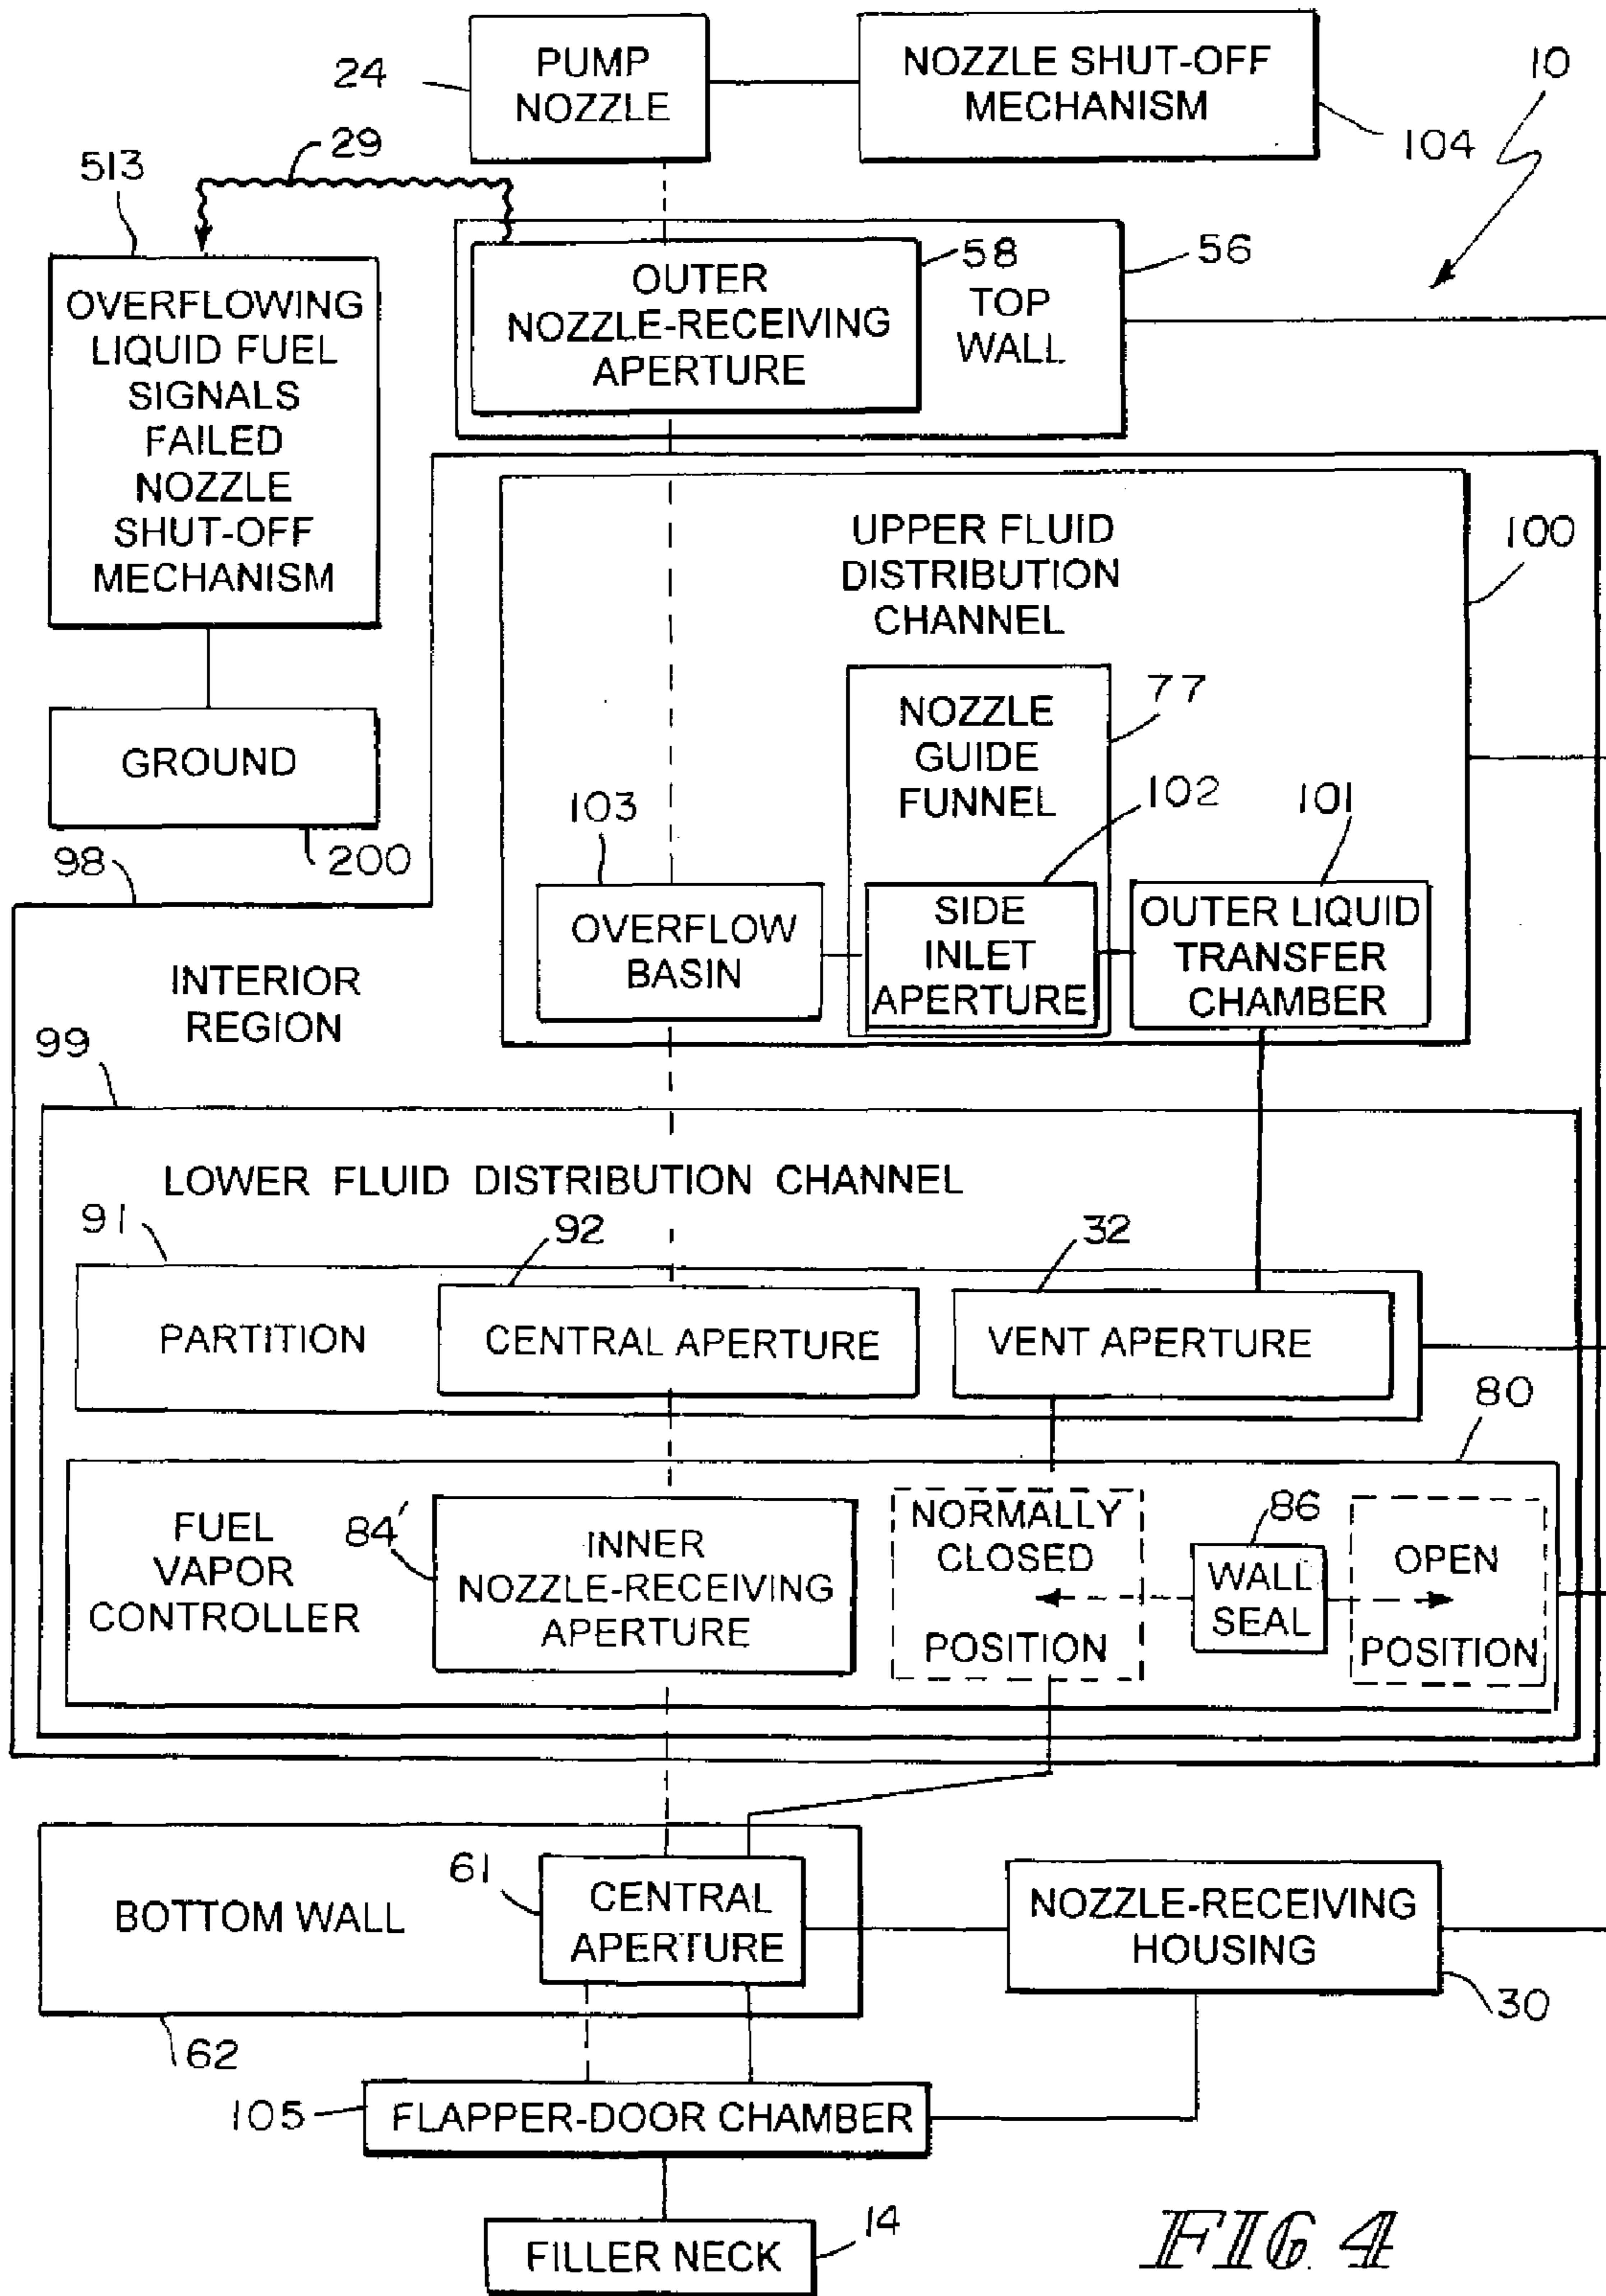 24
PUMP
NOZZLE
NOZZLE SHUT-OFF
MECHANISM
104
10
513
29
OVERFLOWING
LIQUID FUEL
SIGNALS
FAILED
NOZZLE
SHUT-OFF
MECHANISM
OUTER
NOZZLE-RECEIVING
APERTURE
58
TOP
WALL
56
GROUND
200
UPPER FLUID
DISTRIBUTION
CHANNEL
100
NOZZLE
GUIDE
FUNNEL
77
103
OVERFLOW
BASIN
102
SIDE
INLET
APERTURE
101
OUTER LIQUID
TRANSFER
CHAMBER
98
INTERIOR
REGION
99
LOWER FLUID DISTRIBUTION CHANNEL
91
PARTITION
92
CENTRAL APERTURE
32
VENT APERTURE
80
FUEL
VAPOR
CONTROLLER
84'
INNER
NOZZLE-RECEIVING
APERTURE
NORMALLY
CLOSED
POSITION
86
WALL
SEAL
OPEN
POSITION
BOTTOM WALL
62
61
CENTRAL
APERTURE
NOZZLE-RECEIVING
HOUSING
30
105
FLAPPER-DOOR CHAMBER
FILLER NECK
14
FIG. 4